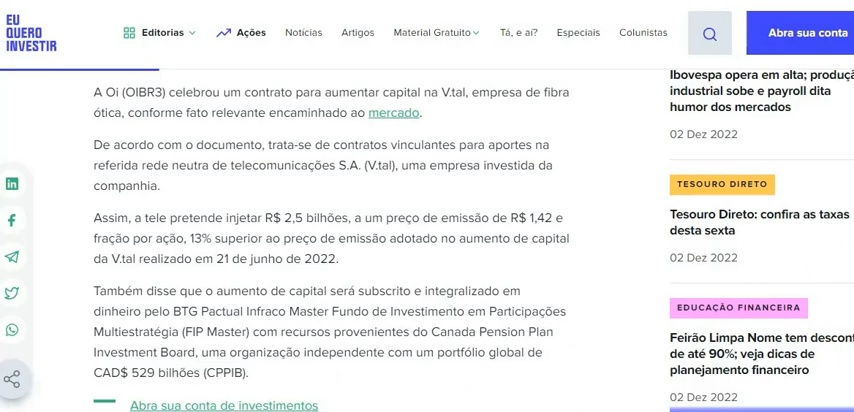 EU
QUERO
INVESTIR
Editorias
Ações
Notícias
Artigos
Material Gratuito
Tá, e aí?
Especiais
Colunistas
Abra sua conta
A Oi (OIBR3) celebrou um contrato para aumentar capital na V.tal, empresa de fibra
ótica, conforme fato relevante encaminhado ao mercado.
De acordo com o documento, trata-se de contratos vinculantes para aportes na
referida rede neutra de telecomunicações S.A. (V.tal), uma empresa investida da
companhia.
Assim, a tele pretende injetar R$ 2,5 bilhões, a um preço de emissão de R$ 1,42 e
fração por ação, 13% superior ao preço de emissão adotado no aumento de capital
da V.tal realizado em 21 de junho de 2022.
Também disse que o aumento de capital será subscrito e integralizado em
dinheiro pelo BTG Pactual Infraco Master Fundo de Investimento em Participações
Multiestratégia (FIP Master) com recursos provenientes do Canada Pension Plan
Investment Board, uma organização independente com um portfólio global de
CAD$ 529 bilhões (CPPIB).
Abra sua conta de investimentos
Ibovespa opera em alta; produçã
industrial sobe e payroll dita
humor dos mercados
02 Dez 2022
TESOURO DIRETO
Tesouro Direto: confira as taxas
desta sexta
02 Dez 2022
EDUCAÇÃO FINANCEIRA
Feirão Limpa Nome tem descont
de até 90%; veja dicas de
planejamento financeiro
02 Dez 2022